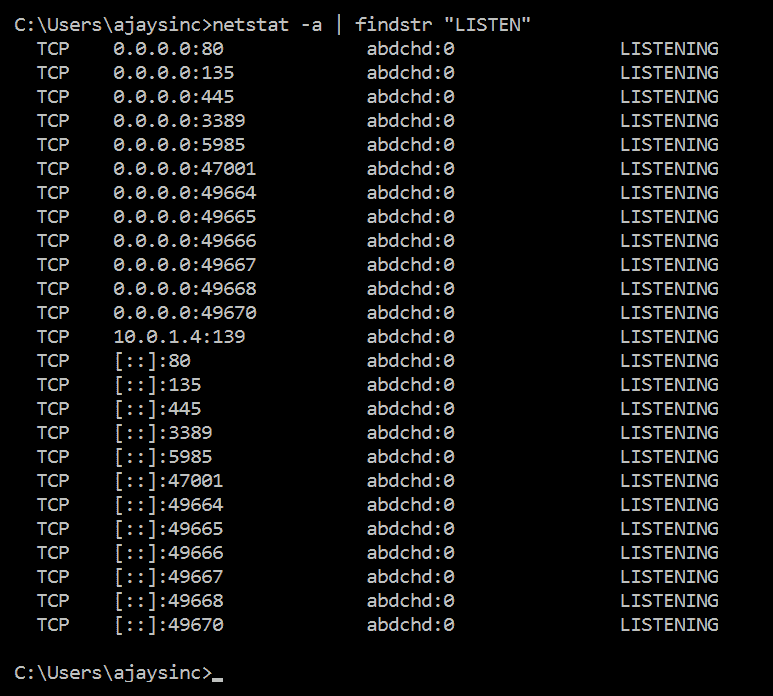 C:\Users\ajaysinc>netstat -a | findstr "LISTEN"
  TCP    0.0.0.0:80             abdchd:0               LISTENING
  TCP    0.0.0.0:135            abdchd:0               LISTENING
  TCP    0.0.0.0:445            abdchd:0               LISTENING
  TCP    0.0.0.0:3389           abdchd:0               LISTENING
  TCP    0.0.0.0:5985           abdchd:0               LISTENING
  TCP    0.0.0.0:47001          abdchd:0               LISTENING
  TCP    0.0.0.0:49664          abdchd:0               LISTENING
  TCP    0.0.0.0:49665          abdchd:0               LISTENING
  TCP    0.0.0.0:49666          abdchd:0               LISTENING
  TCP    0.0.0.0:49667          abdchd:0               LISTENING
  TCP    0.0.0.0:49668          abdchd:0               LISTENING
  TCP    0.0.0.0:49670          abdchd:0               LISTENING
  TCP    10.0.1.4:139           abdchd:0               LISTENING
  TCP    [::]:80                abdchd:0               LISTENING
  TCP    [::]:135               abdchd:0               LISTENING
  TCP    [::]:445               abdchd:0               LISTENING
  TCP    [::]:3389              abdchd:0               LISTENING
  TCP    [::]:5985              abdchd:0               LISTENING
  TCP    [::]:47001             abdchd:0               LISTENING
  TCP    [::]:49664             abdchd:0               LISTENING
  TCP    [::]:49665             abdchd:0               LISTENING
  TCP    [::]:49666             abdchd:0               LISTENING
  TCP    [::]:49667             abdchd:0               LISTENING
  TCP    [::]:49668             abdchd:0               LISTENING
  TCP    [::]:49670             abdchd:0               LISTENING
C:\Users\ajaysinc>_